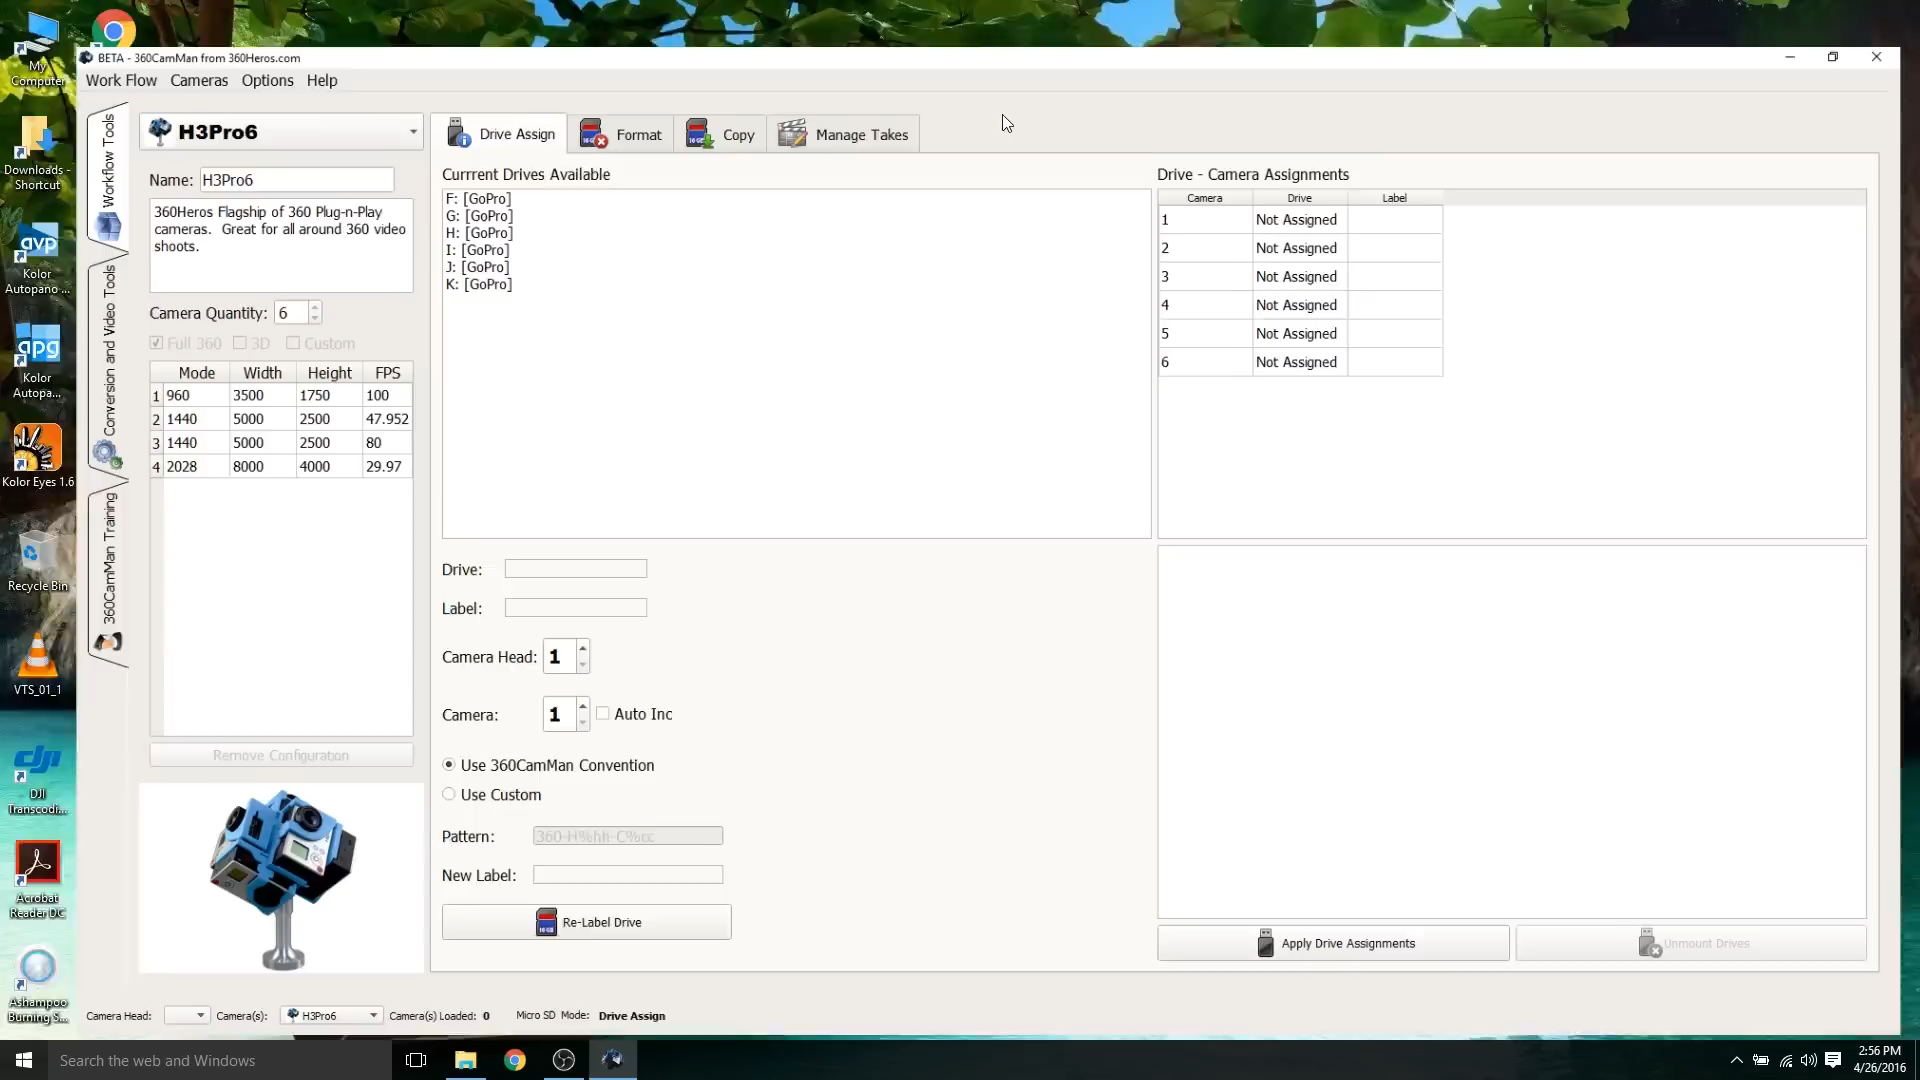 My
Computer
Downloads -
Shortcut
avp
Kolor
Autopano ...
apg
Kolor
Autopa...
Kolor Eyes 1.6
Recycle Bin
VTS_01_1
DJI
Transcodi...
Acrobat
Reader DC
Ashampoo
Burning S...
BETA - 360CamMan from 360Heros.com
Work Flow Cameras Options Help
Workflow Tools
Conversion and Video Tools
360CamMan Training
H3Pro6
Name: H3Pro6
360Heros Flagship of 360 Plug-n-Play
cameras. Great for all around 360 video
shoots.
Camera Quantity: 6
Full 360 3D Custom
Mode Width Height FPS
1 960 3500 1750 100
2 1440 5000 2500 47.952
3 1440 5000 2500 80
4 2028 8000 4000 29.97
Remove Configuration
Drive Assign Format Copy Manage Takes
Currrent Drives Available
F: [GoPro]
G: [GoPro]
H: [GoPro]
I: [GoPro]
J: [GoPro]
K: [GoPro]
Drive:
Label:
Camera Head: 1
Camera: 1 Auto Inc
Use 360CamMan Convention
Use Custom
Pattern: 360-H%hh-C%cc
New Label:
Re-Label Drive
Drive - Camera Assignments
Camera Drive Label
1 Not Assigned
2 Not Assigned
3 Not Assigned
4 Not Assigned
5 Not Assigned
6 Not Assigned
Apply Drive Assignments Unmount Drives
Camera Head: Camera(s): H3Pro6 Camera(s) Loaded: 0 Micro SD Mode: Drive Assign
Search the web and Windows
2:56 PM
4/26/2016